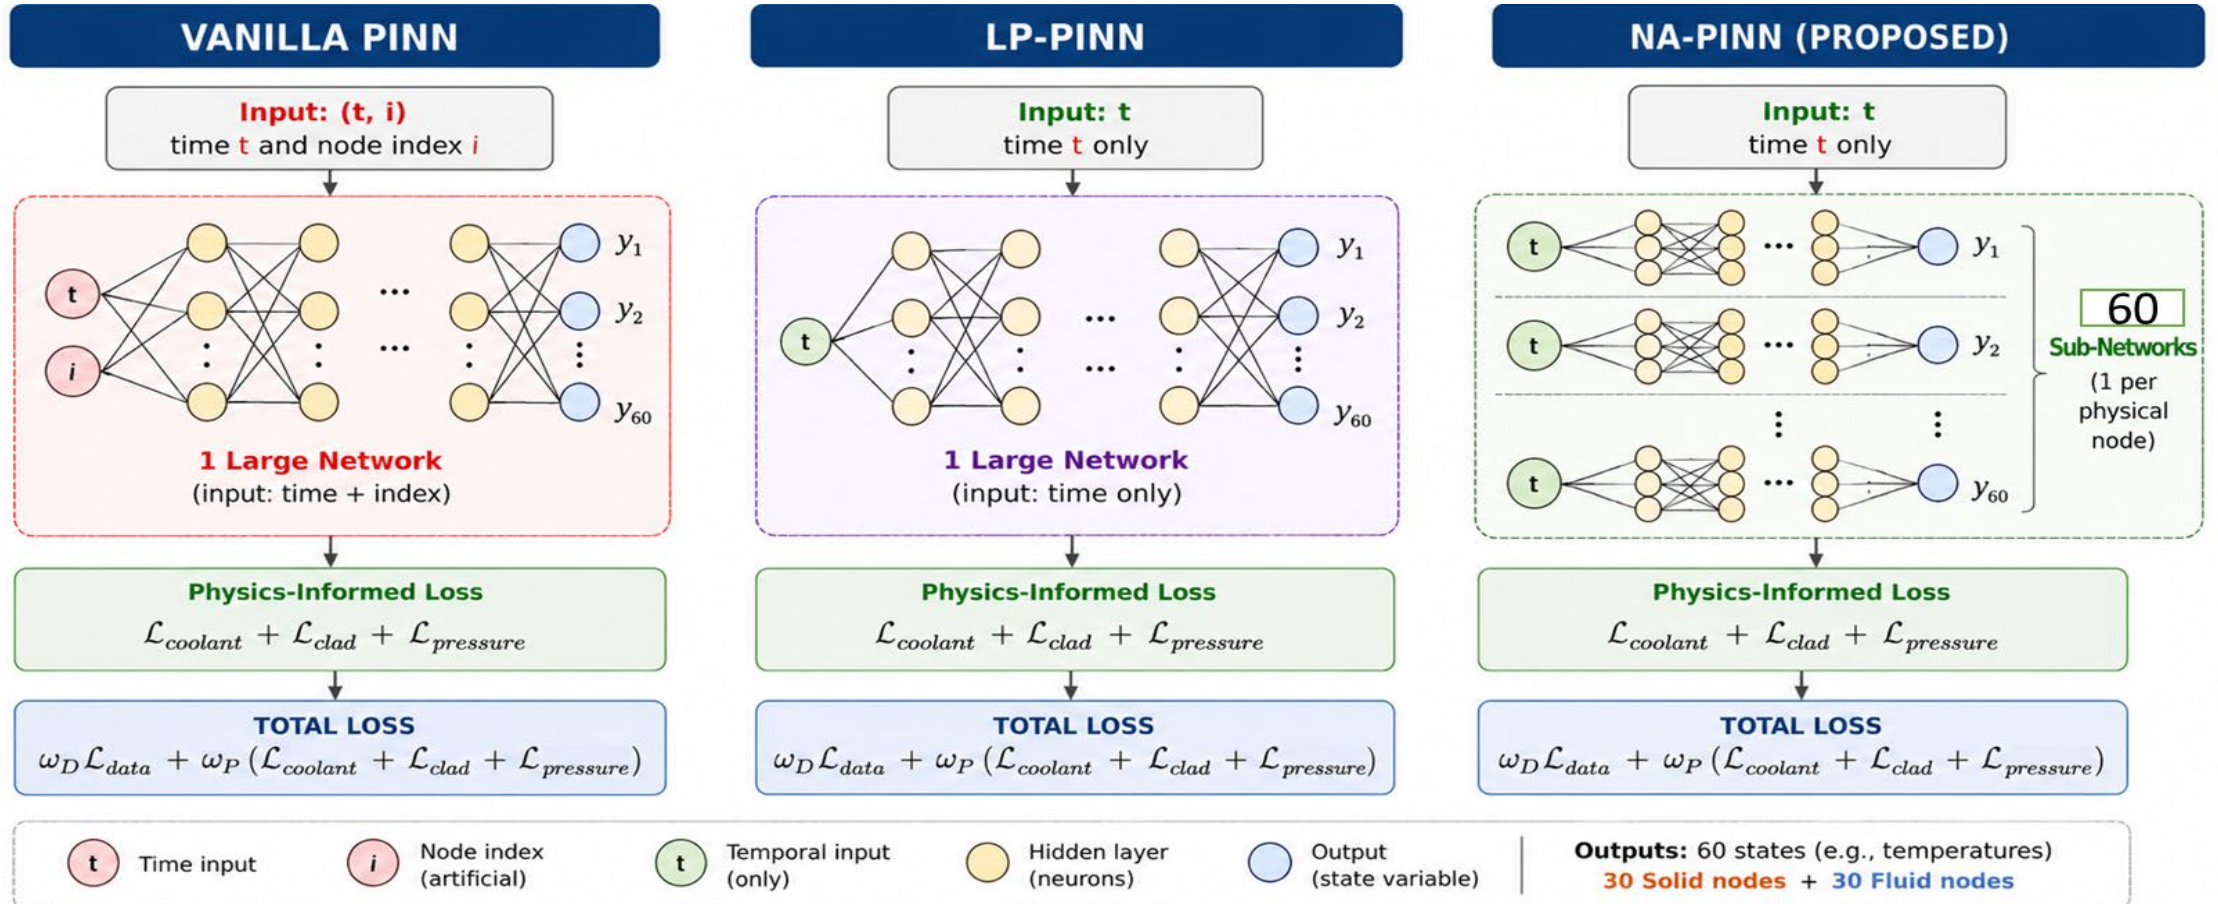 VANILLA PINN
Input: (t, i)
time t and node index i
t
i
...
...
y₁
y₂
y₆₀
1 Large Network
(input: time + index)
Physics-Informed Loss
ℒcoolant + ℒclad + ℒpressure
TOTAL LOSS
ωDℒdata + ωP(ℒcoolant + ℒclad + ℒpressure)
LP-PINN
Input: t
time t only
t
...
...
y₁
y₂
y₆₀
1 Large Network
(input: time only)
Physics-Informed Loss
ℒcoolant + ℒclad + ℒpressure
TOTAL LOSS
ωDℒdata + ωP(ℒcoolant + ℒclad + ℒpressure)
NA-PINN (PROPOSED)
Input: t
time t only
t ... y₁
t ... y₂
t ... y₆₀
60
Sub-Networks
(1 per
physical
node)
Physics-Informed Loss
ℒcoolant + ℒclad + ℒpressure
TOTAL LOSS
ωDℒdata + ωP(ℒcoolant + ℒclad + ℒpressure)
t Time input
i Node index
(artificial)
t Temporal input
(only)
Hidden layer
(neurons)
Output
(state variable)
Outputs: 60 states (e.g., temperatures)
30 Solid nodes + 30 Fluid nodes